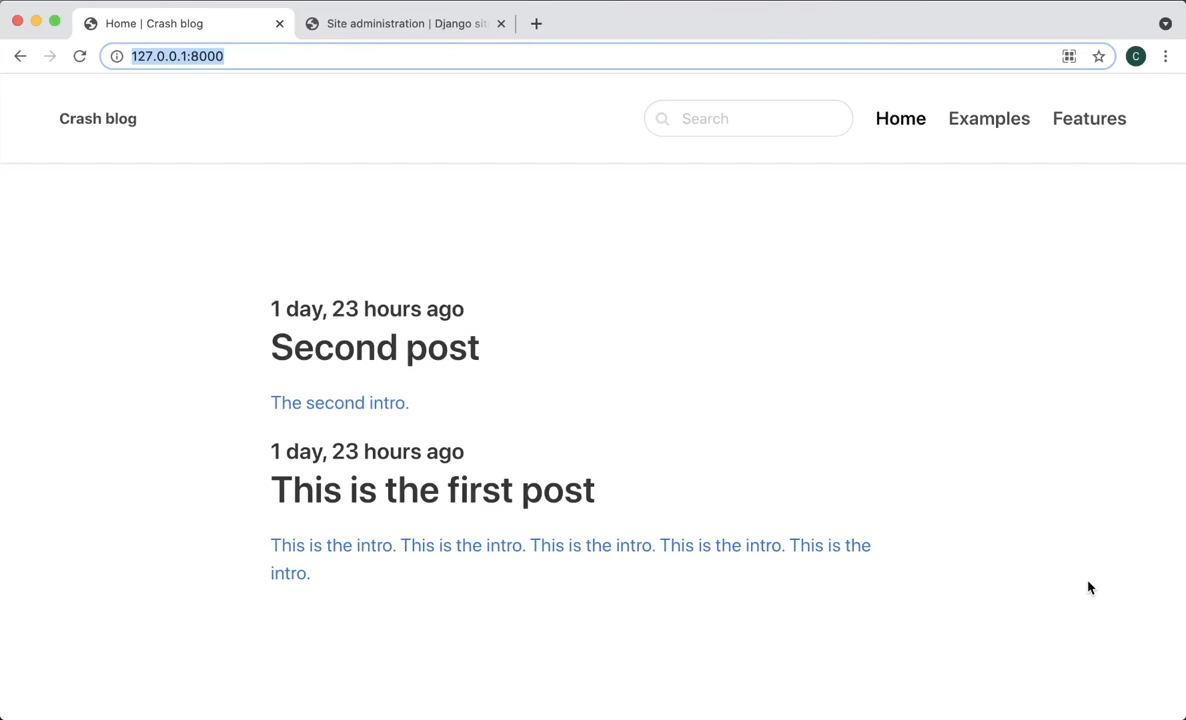 Home | Crash blog
Site administration | Django sit
127.0.0.1:8000
C
Crash blog
Search
Home
Examples
Features
1 day, 23 hours ago
Second post
The second intro.
1 day, 23 hours ago
This is the first post
This is the intro. This is the intro. This is the intro. This is the intro. This is the
intro.